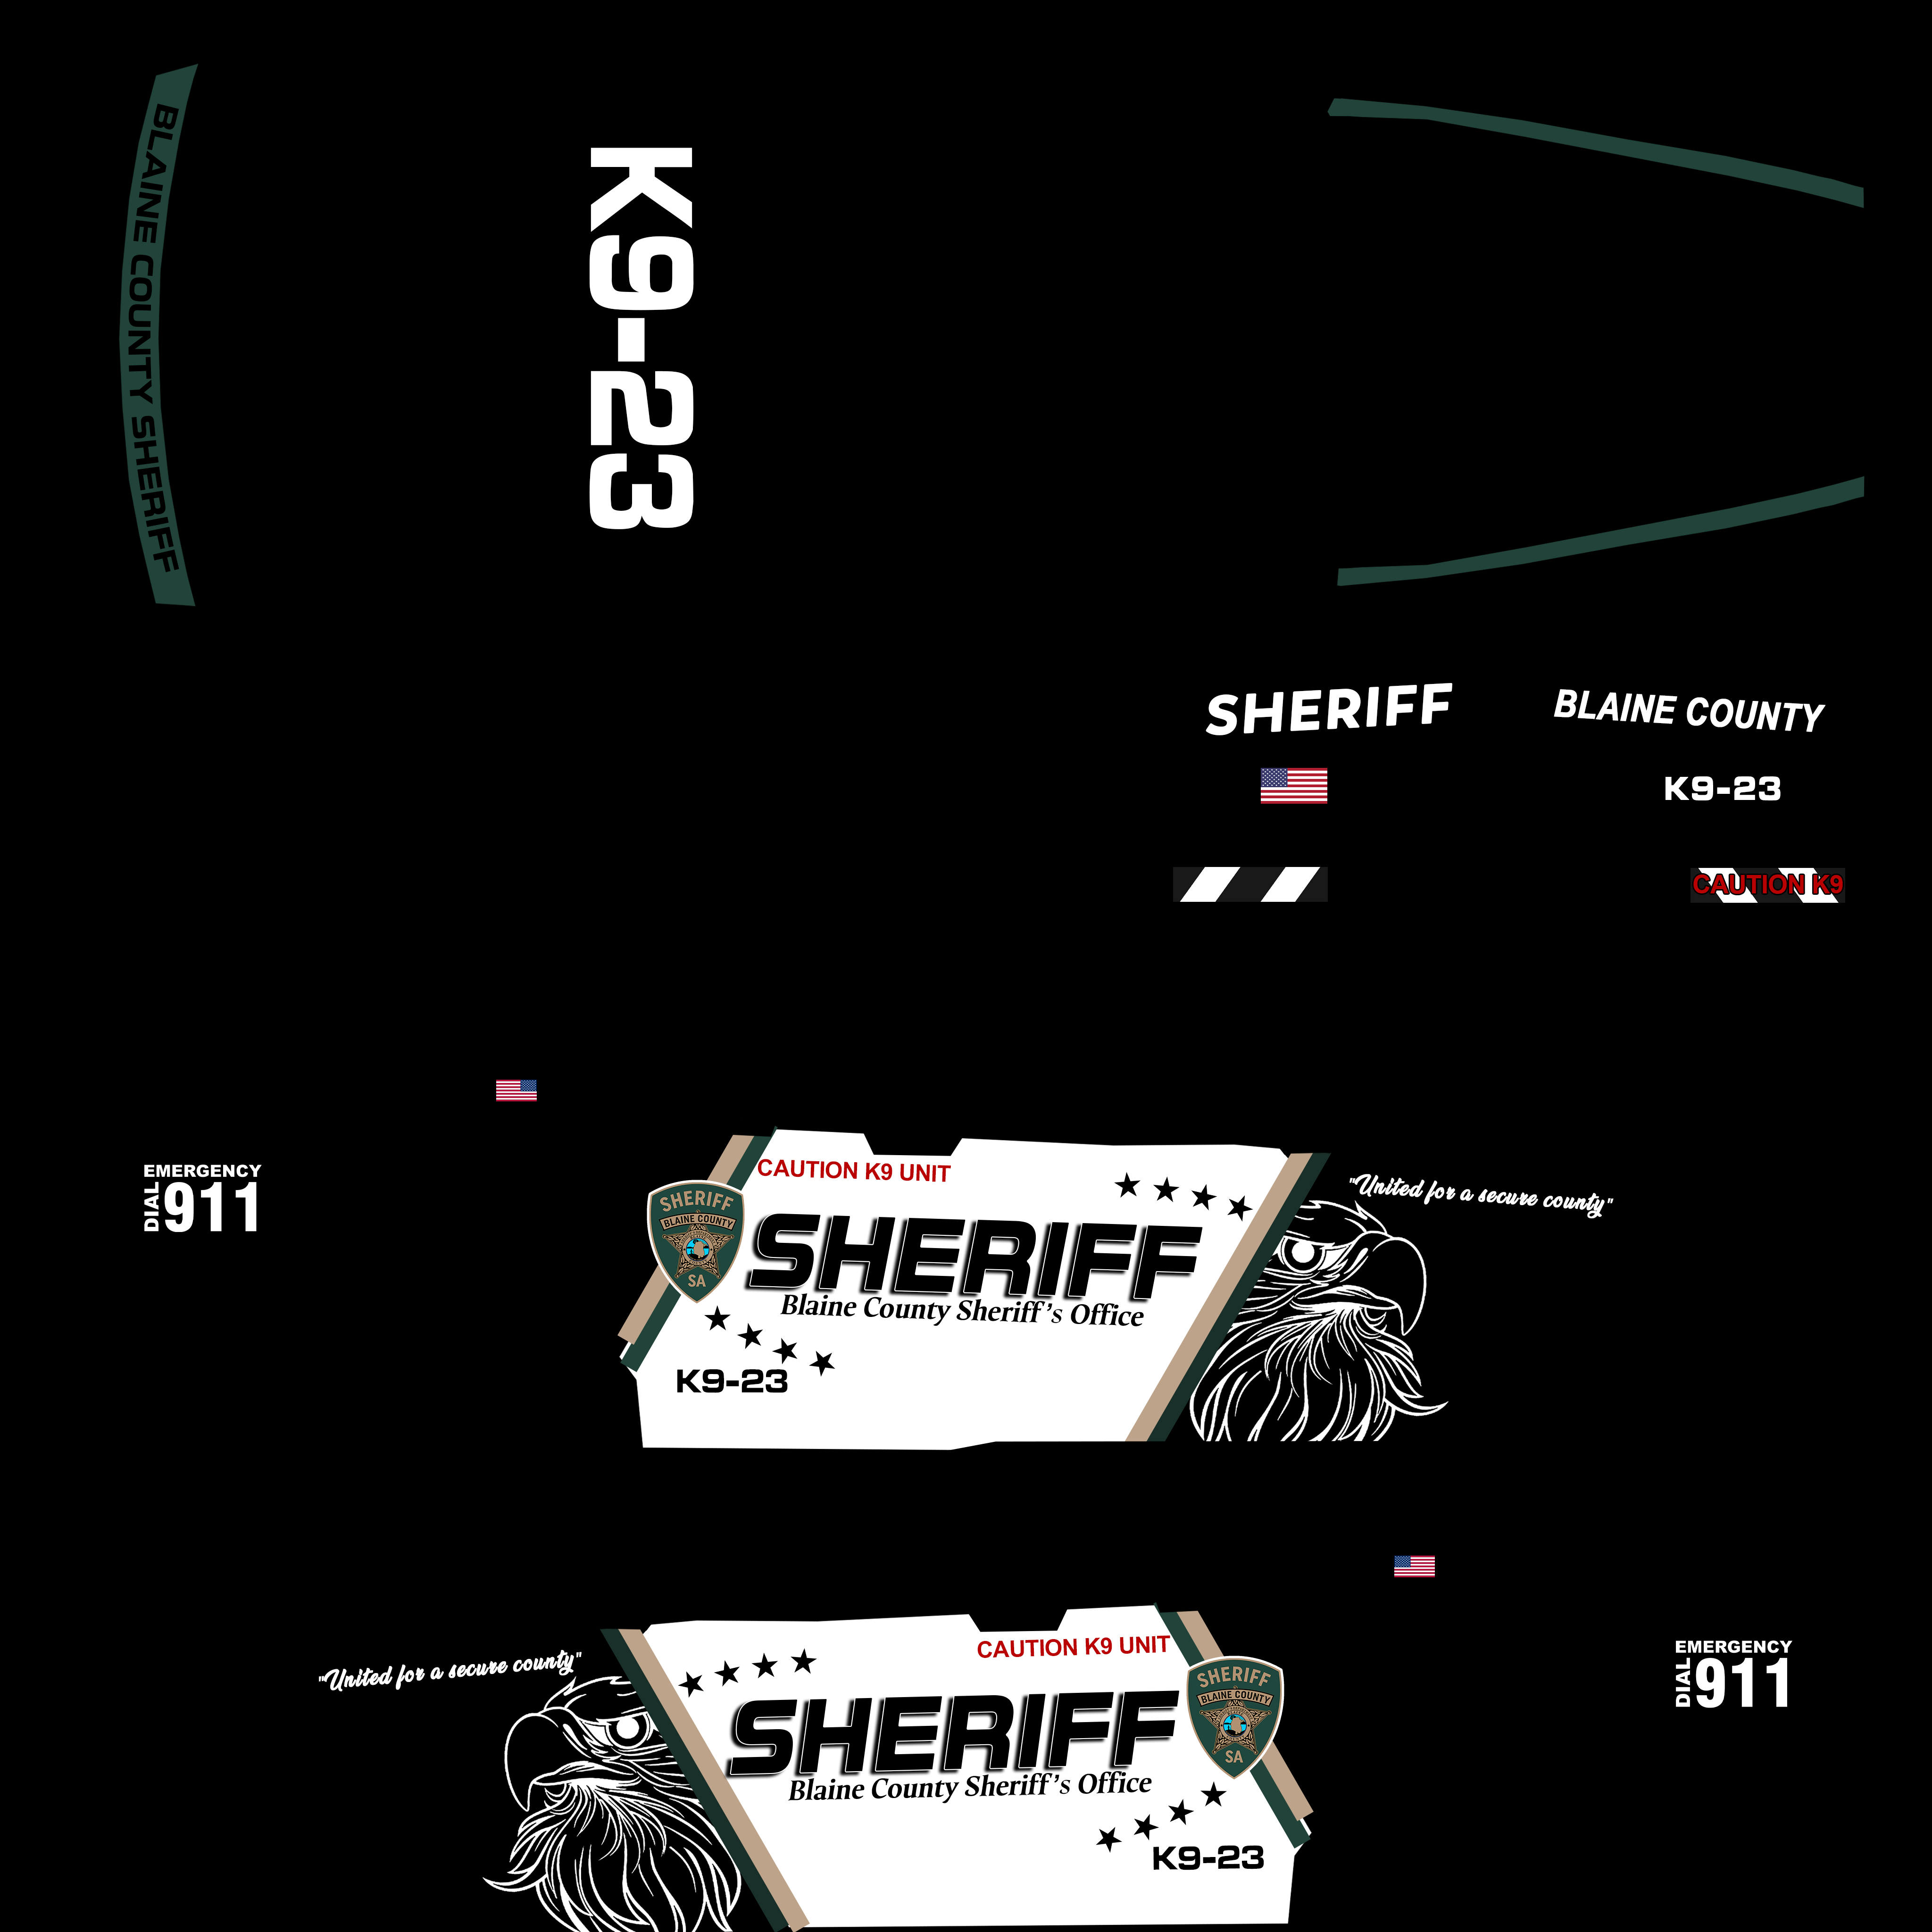 BLAINE COUNTY SHERIFF
K9-23
SHERIFF
BLAINE COUNTY
K9-23
CAUTION K9
EMERGENCY
DIAL 911
CAUTION K9 UNIT
SHERIFF
BLAINE COUNTY
SA
SHERIFF
Blaine County Sheriff's Office
K9-23
"United for a secure county"
"United for a secure county"
CAUTION K9 UNIT
SHERIFF
Blaine County Sheriff's Office
SHERIFF
BLAINE COUNTY
SA
K9-23
EMERGENCY
DIAL 911